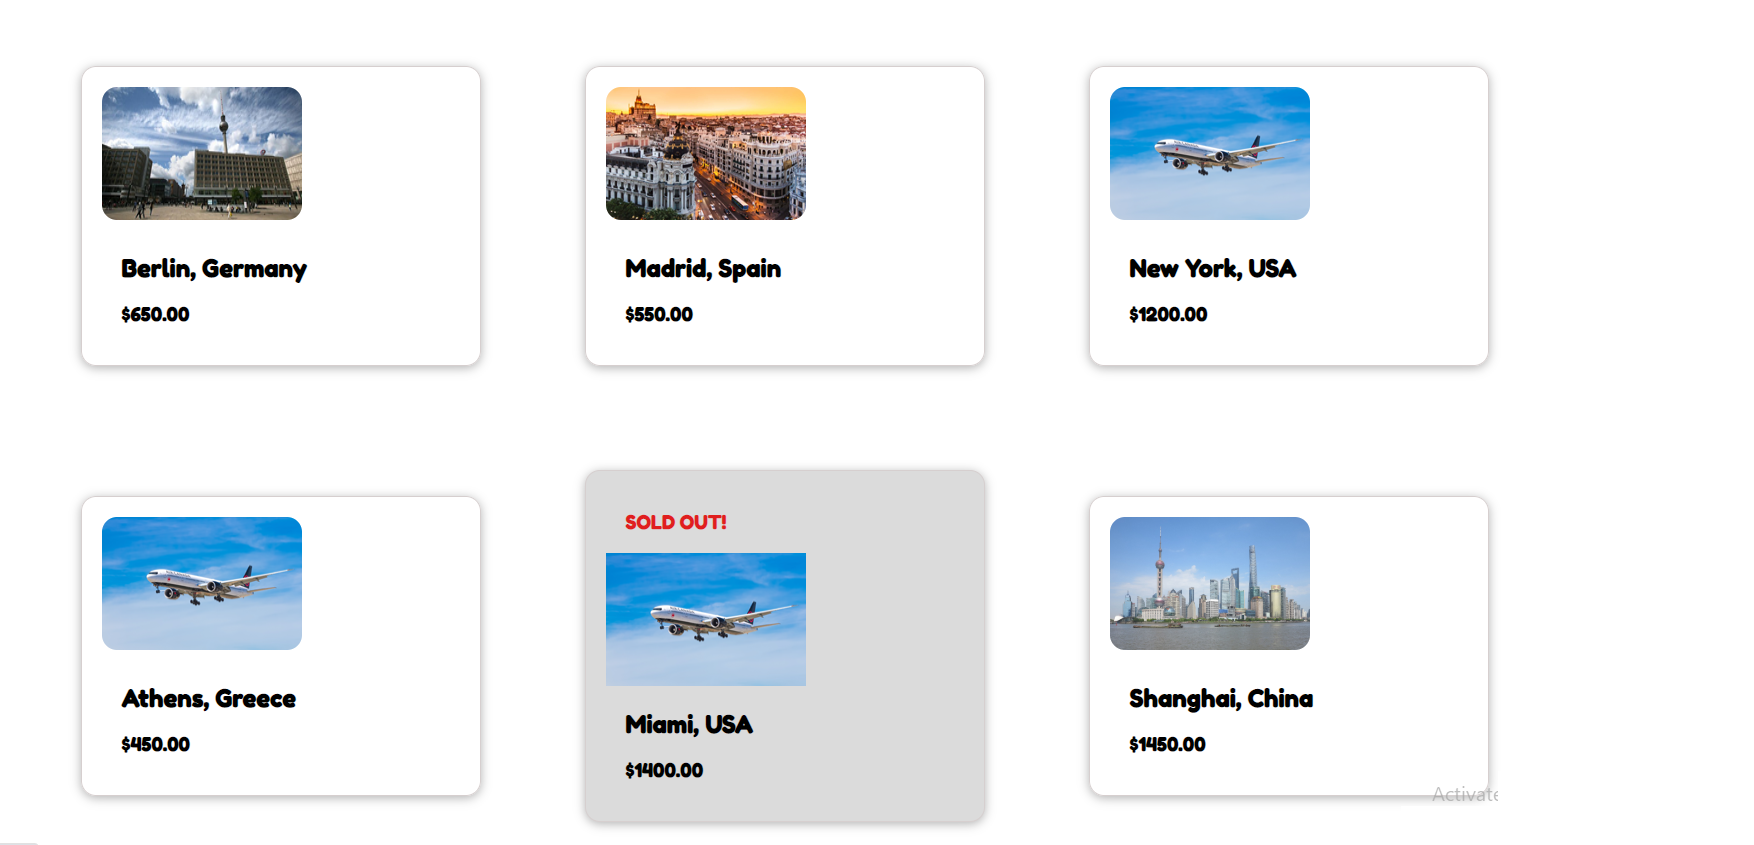 Berlin, Germany
$650.00
Madrid, Spain
$550.00
New York, USA
$1200.00
Athens, Greece
$450.00
SOLD OUT!
Miami, USA
$1400.00
Shanghai, China
$1450.00
Activate